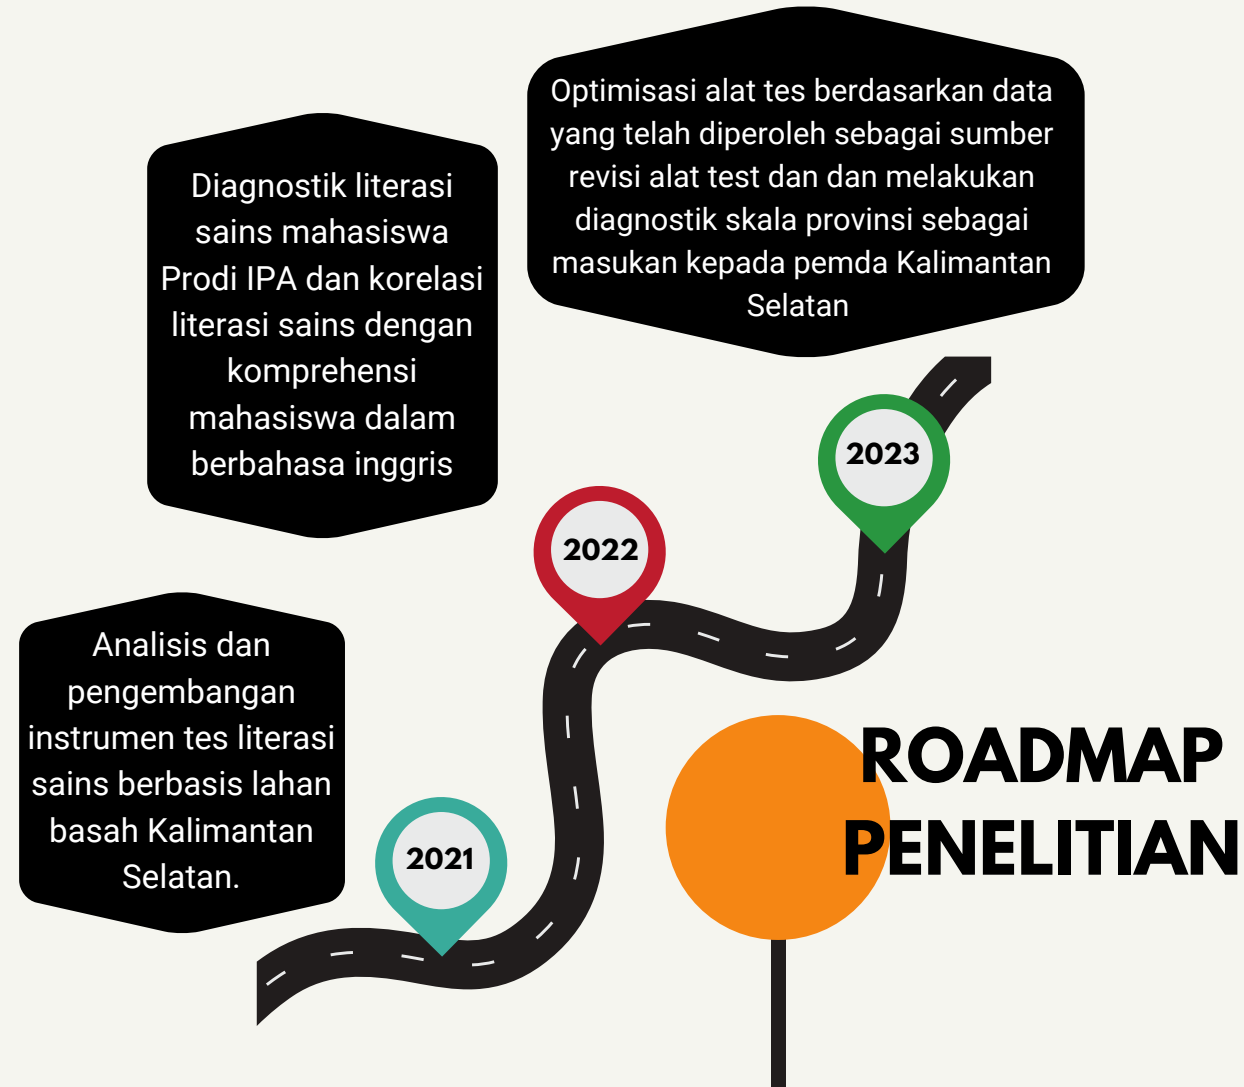 Optimisasi alat tes berdasarkan data
yang telah diperoleh sebagai sumber
revisi alat test dan dan melakukan
diagnostik skala provinsi sebagai
masukan kepada pemda Kalimantan
Selatan
Diagnostik literasi
sains mahasiswa
Prodi IPA dan korelasi
literasi sains dengan
komprehensi
mahasiswa dalam
berbahasa inggris
2023
2022
Analisis dan
pengembangan
instrumen tes literasi
sains berbasis lahan
basah Kalimantan
Selatan.
2021
ROADMAP
PENELITIAN